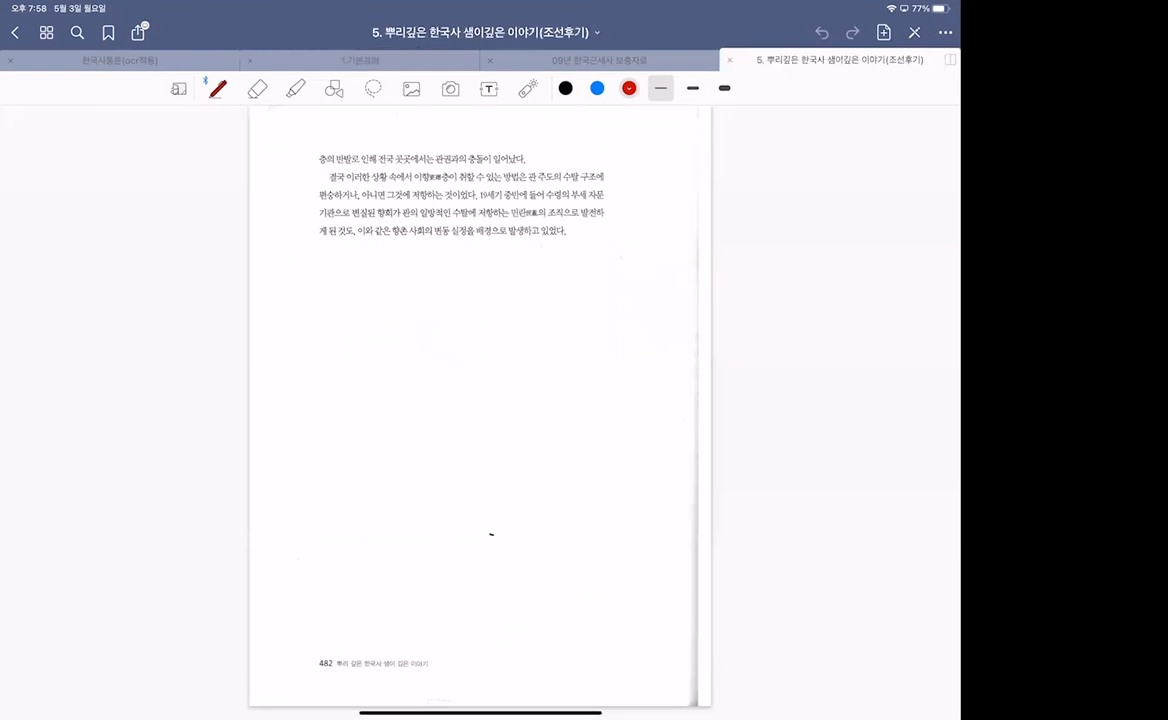 오후 7:58 5월 3일 월요일
77%
5. 뿌리깊은 한국사 샘이깊은 이야기(조선후기)
한국사통론(ocr적용)
09년 한국근세사 보충자료
5. 뿌리깊은 한국사 샘이깊은 이야기(조선후기)
층의 반발로 인해 전국 곳곳에서는 관권과의 충돌이 일어났다.
결국 이러한 상황 속에서 이향吏鄕층이 취할 수 있는 방법은 관 주도의 수탈 구조에
편승하거나, 아니면 그것에 저항하는 것이었다. 19세기 중반에 들어 수령의 부세 자문
기관으로 변질된 향회가 관의 일방적인 수탈에 저항하는 민란民亂의 조직으로 발전하
게 된 것도, 이와 같은 향촌 사회의 변동 실정을 배경으로 발생하고 있었다.
482 뿌리 깊은 한국사 샘이 깊은 이야기